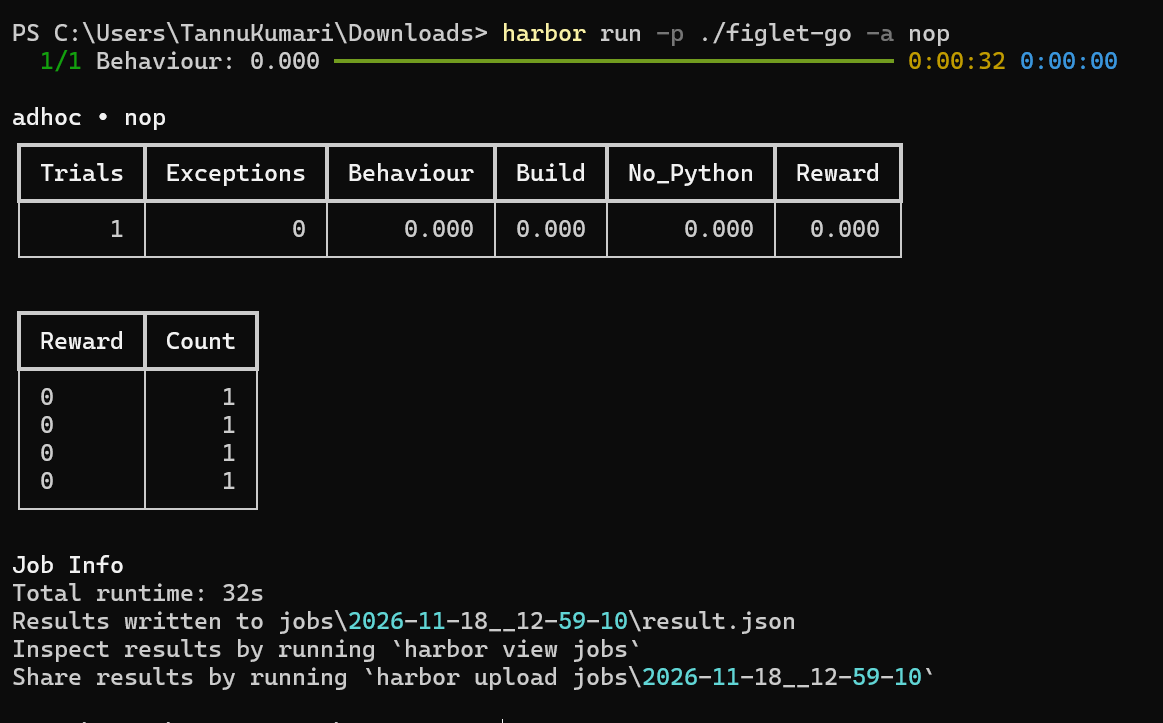 PS C:\Users\TannuKumari\Downloads> harbor run -p ./figlet-go -a nop
1/1 Behaviour: 0.000 0:00:32 0:00:00
adhoc • nop
Trials Exceptions Behaviour Build No_Python Reward
1 0 0.000 0.000 0.000 0.000
Reward Count
0 1
0 1
0 1
0 1
Job Info
Total runtime: 32s
Results written to jobs\2026-11-18__12-59-10\result.json
Inspect results by running `harbor view jobs`
Share results by running `harbor upload jobs\2026-11-18__12-59-10`